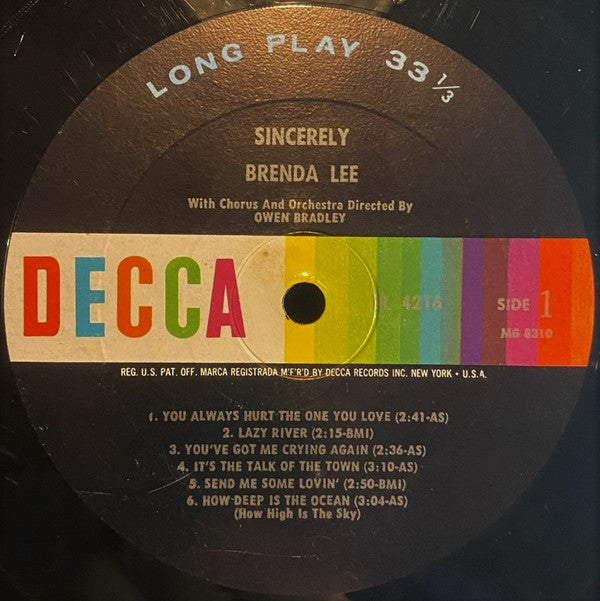 LONG PLAY 33 1/3
SINCERELY
BRENDA LEE
With Chorus And Orchestra Directed By
OWEN BRADLEY
DECCA
DL 4216
SIDE 1
MG 8310
REG. U.S. PAT. OFF. MARCA REGISTRADA M'F'R'D BY DECCA RECORDS INC. NEW YORK • U.S.A.
1. YOU ALWAYS HURT THE ONE YOU LOVE (2:41-AS)
2. LAZY RIVER (2:15-BMI)
3. YOU'VE GOT ME CRYING AGAIN (2:36-AS)
4. IT'S THE TALK OF THE TOWN (3:10-AS)
5. SEND ME SOME LOVIN' (2:50-BMI)
6. HOW DEEP IS THE OCEAN (3:04-AS)
(How High Is The Sky)